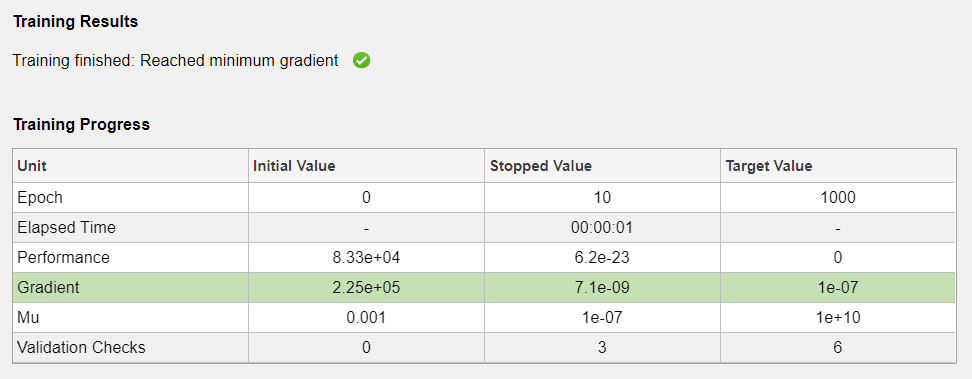 Training Results
Training finished: Reached minimum gradient
Training Progress
Unit Initial Value Stopped Value Target Value
Epoch 0 10 1000
Elapsed Time - 00:00:01 -
Performance 8.33e+04 6.2e-23 0
Gradient 2.25e+05 7.1e-09 1e-07
Mu 0.001 1e-07 1e+10
Validation Checks 0 3 6